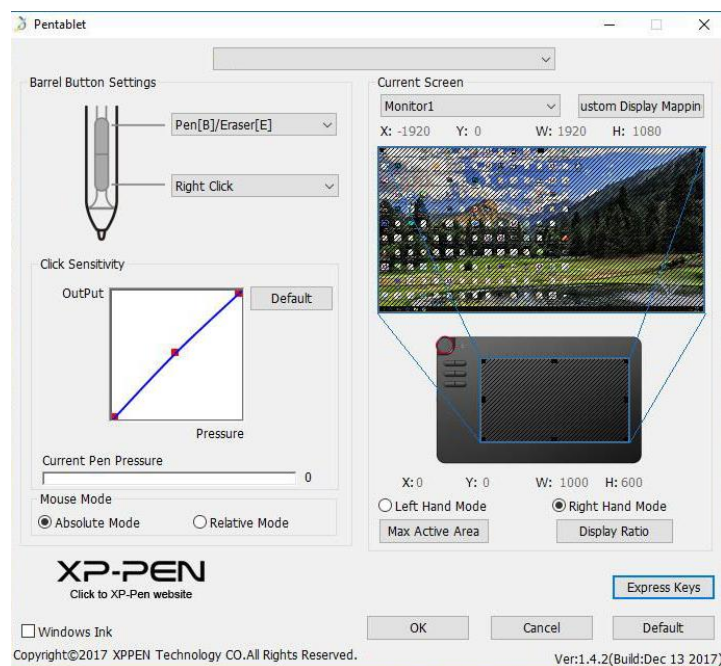 Pentablet
Barrel Button Settings
Pen[B]/Eraser[E]
Right Click
Click Sensitivity
OutPut
Default
Pressure
Current Pen Pressure
0
Mouse Mode
Absolute Mode
Relative Mode
XP-PEN
Click to XP-Pen website
Windows Ink
Copyright©2017 XPPEN Technology CO.All Rights Reserved.
Current Screen
Monitor1
ustom Display Mappin
X: -1920 Y: 0 W: 1920 H: 1080
X: 0 Y: 0 W: 1000 H: 600
Left Hand Mode
Right Hand Mode
Max Active Area
Display Ratio
Express Keys
OK
Cancel
Default
Ver:1.4.2(Build:Dec 13 2017)